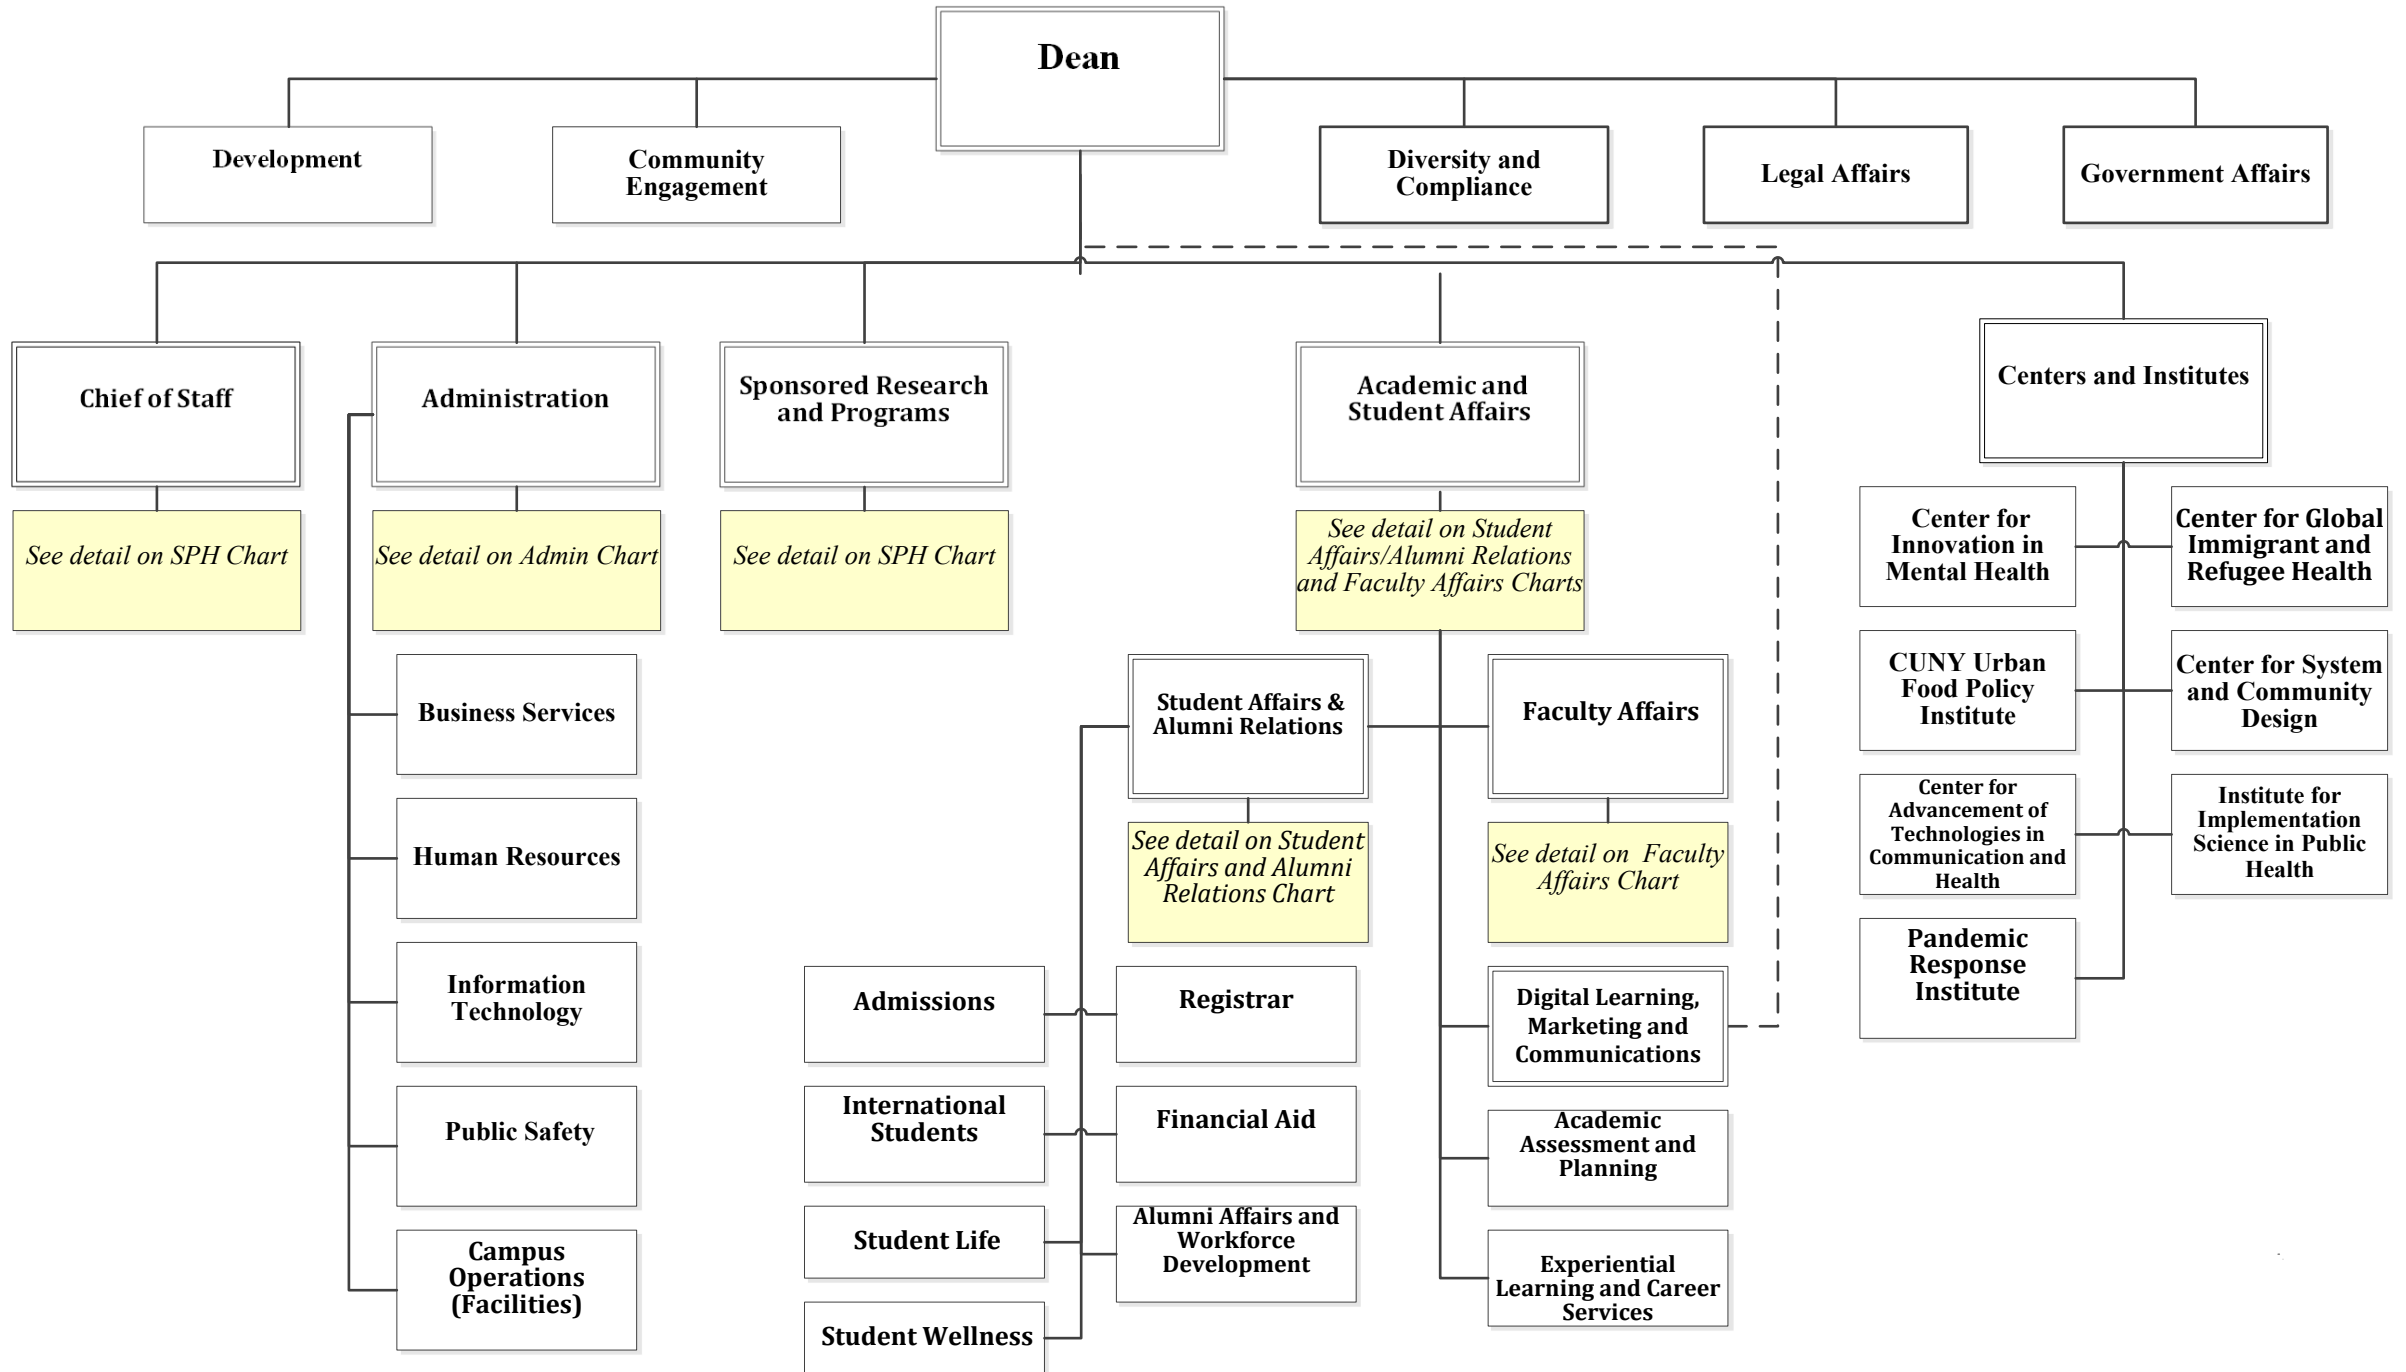 Dean
Development
Community
Engagement
Diversity and
Compliance
Legal Affairs
Government Affairs
Chief of Staff
Administration
Sponsored Research
and Programs
Academic and
Student Affairs
Centers and Institutes
See detail on SPH Chart
See detail on Admin Chart
See detail on SPH Chart
See detail on Student
Affairs/Alumni Relations
and Faculty Affairs Charts
Center for
Innovation in
Mental Health
Center for Global
Immigrant and
Refugee Health
CUNY Urban
Food Policy
Institute
Center for System
and Community
Design
Center for
Advancement of
Technologies in
Communication and
Health
Institute for
Implementation
Science in Public
Health
Pandemic
Response
Institute
Business Services
Human Resources
Information
Technology
Public Safety
Campus
Operations
(Facilities)
Student Affairs &
Alumni Relations
Faculty Affairs
See detail on Student
Affairs and Alumni
Relations Chart
See detail on  Faculty
Affairs Chart
Admissions
Registrar
International
Students
Financial Aid
Student Life
Alumni Affairs and
Workforce
Development
Student Wellness
Digital Learning,
Marketing and
Communications
Academic
Assessment and
Planning
Experiential
Learning and Career
Services